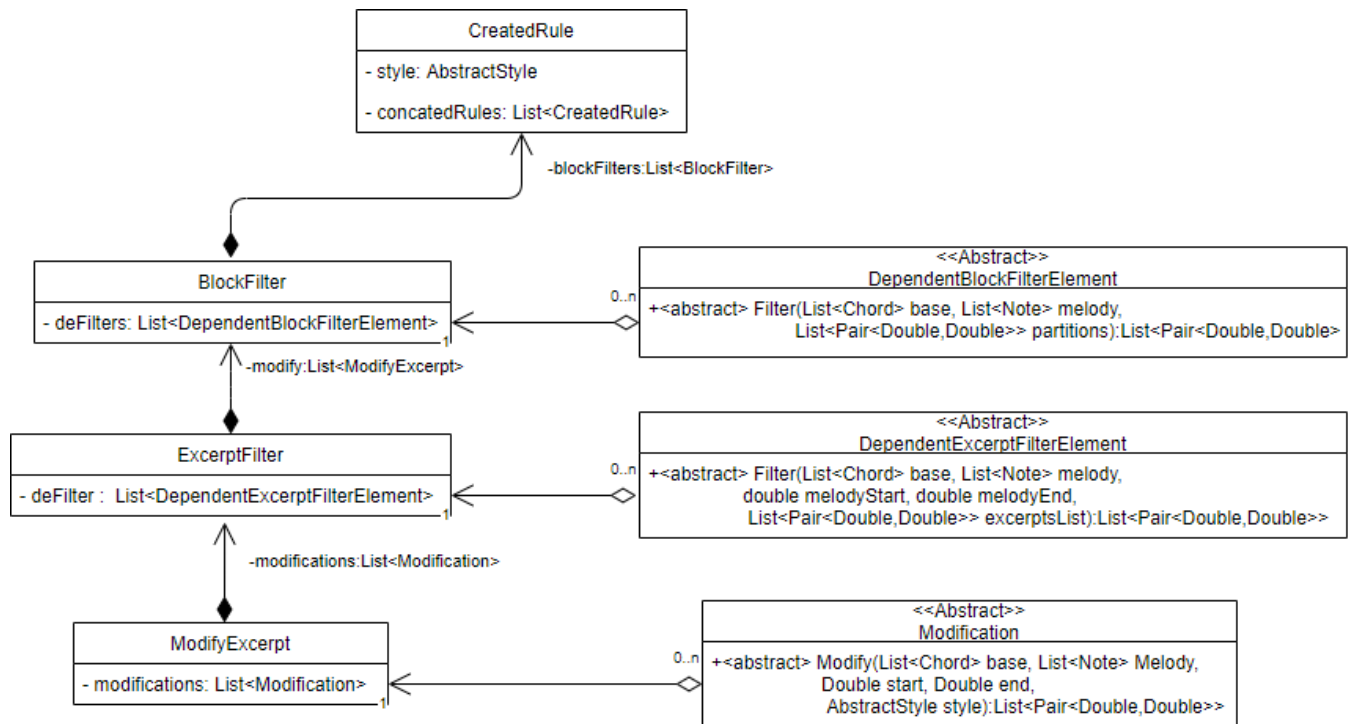 CreatedRule
- style: AbstractStyle
- concatedRules: List<CreatedRule>
-blockFilters:List<BlockFilter>
BlockFilter
- deFilters: List<DependentBlockFilterElement>
1
0..n
<<Abstract>>
DependentBlockFilterElement
+<abstract> Filter(List<Chord> base, List<Note> melody,
List<Pair<Double,Double>> partitions):List<Pair<Double,Double>
-modify:List<ModifyExcerpt>
ExcerptFilter
- deFilter : List<DependentExcerptFilterElement>
1
0..n
<<Abstract>>
DependentExcerptFilterElement
+<abstract> Filter(List<Chord> base, List<Note> melody,
double melodyStart, double melodyEnd,
List<Pair<Double,Double>> excerptsList):List<Pair<Double,Double>>
-modifications:List<Modification>
ModifyExcerpt
- modifications: List<Modification>
1
0..n
<<Abstract>>
Modification
+<abstract> Modify(List<Chord> base, List<Note> Melody,
Double start, Double end,
AbstractStyle style):List<Pair<Double,Double>>